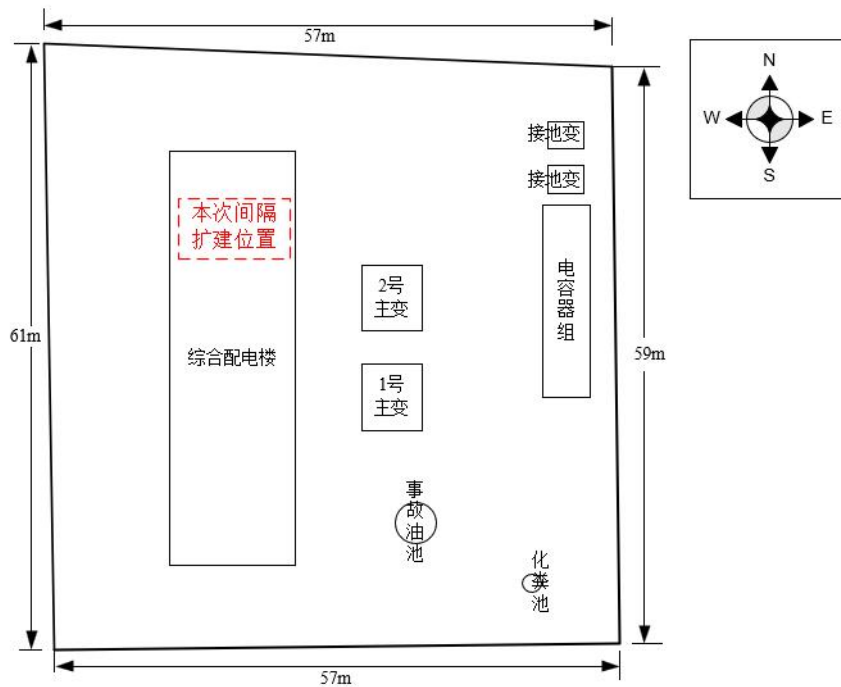 57m
N
W
E
S
接地变
接地变
本次间隔
扩建位置
电容器组
2号
主变
61m
综合配电楼
59m
1号
主变
事故油池
化粪池
57m